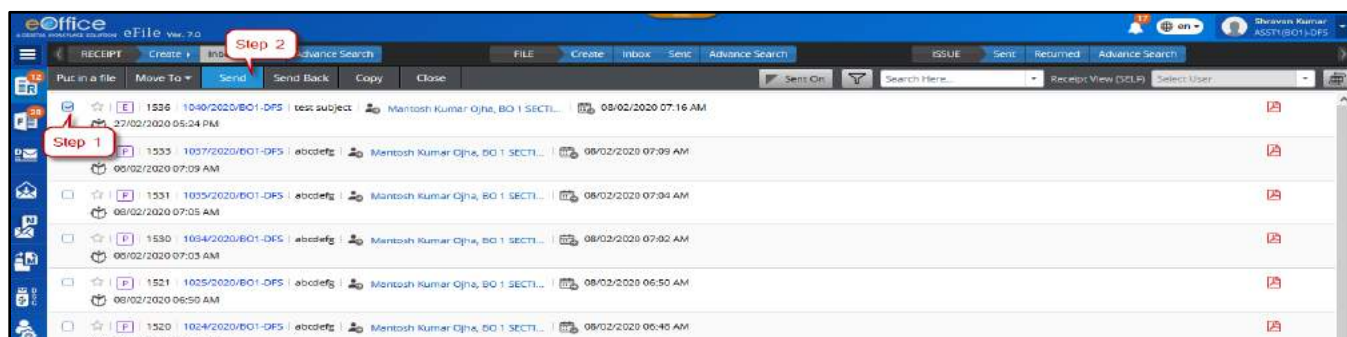 eOffice
eFile Ver. 7.0
17
en
Shravan Kumar
ASST1(BO1)-DFS
RECEIPT Create Step 2 Advance Search FILE Create Inbox Sent Advance Search ISSUE Sent Returned Advance Search
Put in a file Move To Send Send Back Copy Close Sent On Search Here... Receipt View (SELF) Select User
E 1536 1040/2020/BO1-DFS test subject Mantosh Kumar Ojha, BO 1 SECTI... 08/02/2020 07:16 AM
27/02/2020 05:24 PM
Step 1
P 1533 1037/2020/BO1-DFS abcdefg Mantosh Kumar Ojha, BO 1 SECTI... 08/02/2020 07:09 AM
08/02/2020 07:09 AM
P 1531 1035/2020/BO1-DFS abcdefg Mantosh Kumar Ojha, BO 1 SECTI... 08/02/2020 07:04 AM
08/02/2020 07:05 AM
P 1530 1034/2020/BO1-DFS abcdefg Mantosh Kumar Ojha, BO 1 SECTI... 08/02/2020 07:02 AM
08/02/2020 07:03 AM
P 1521 1025/2020/BO1-DFS abcdefg Mantosh Kumar Ojha, BO 1 SECTI... 08/02/2020 06:50 AM
08/02/2020 06:50 AM
P 1520 1024/2020/BO1-DFS abcdefg Mantosh Kumar Ojha, BO 1 SECTI... 08/02/2020 06:48 AM